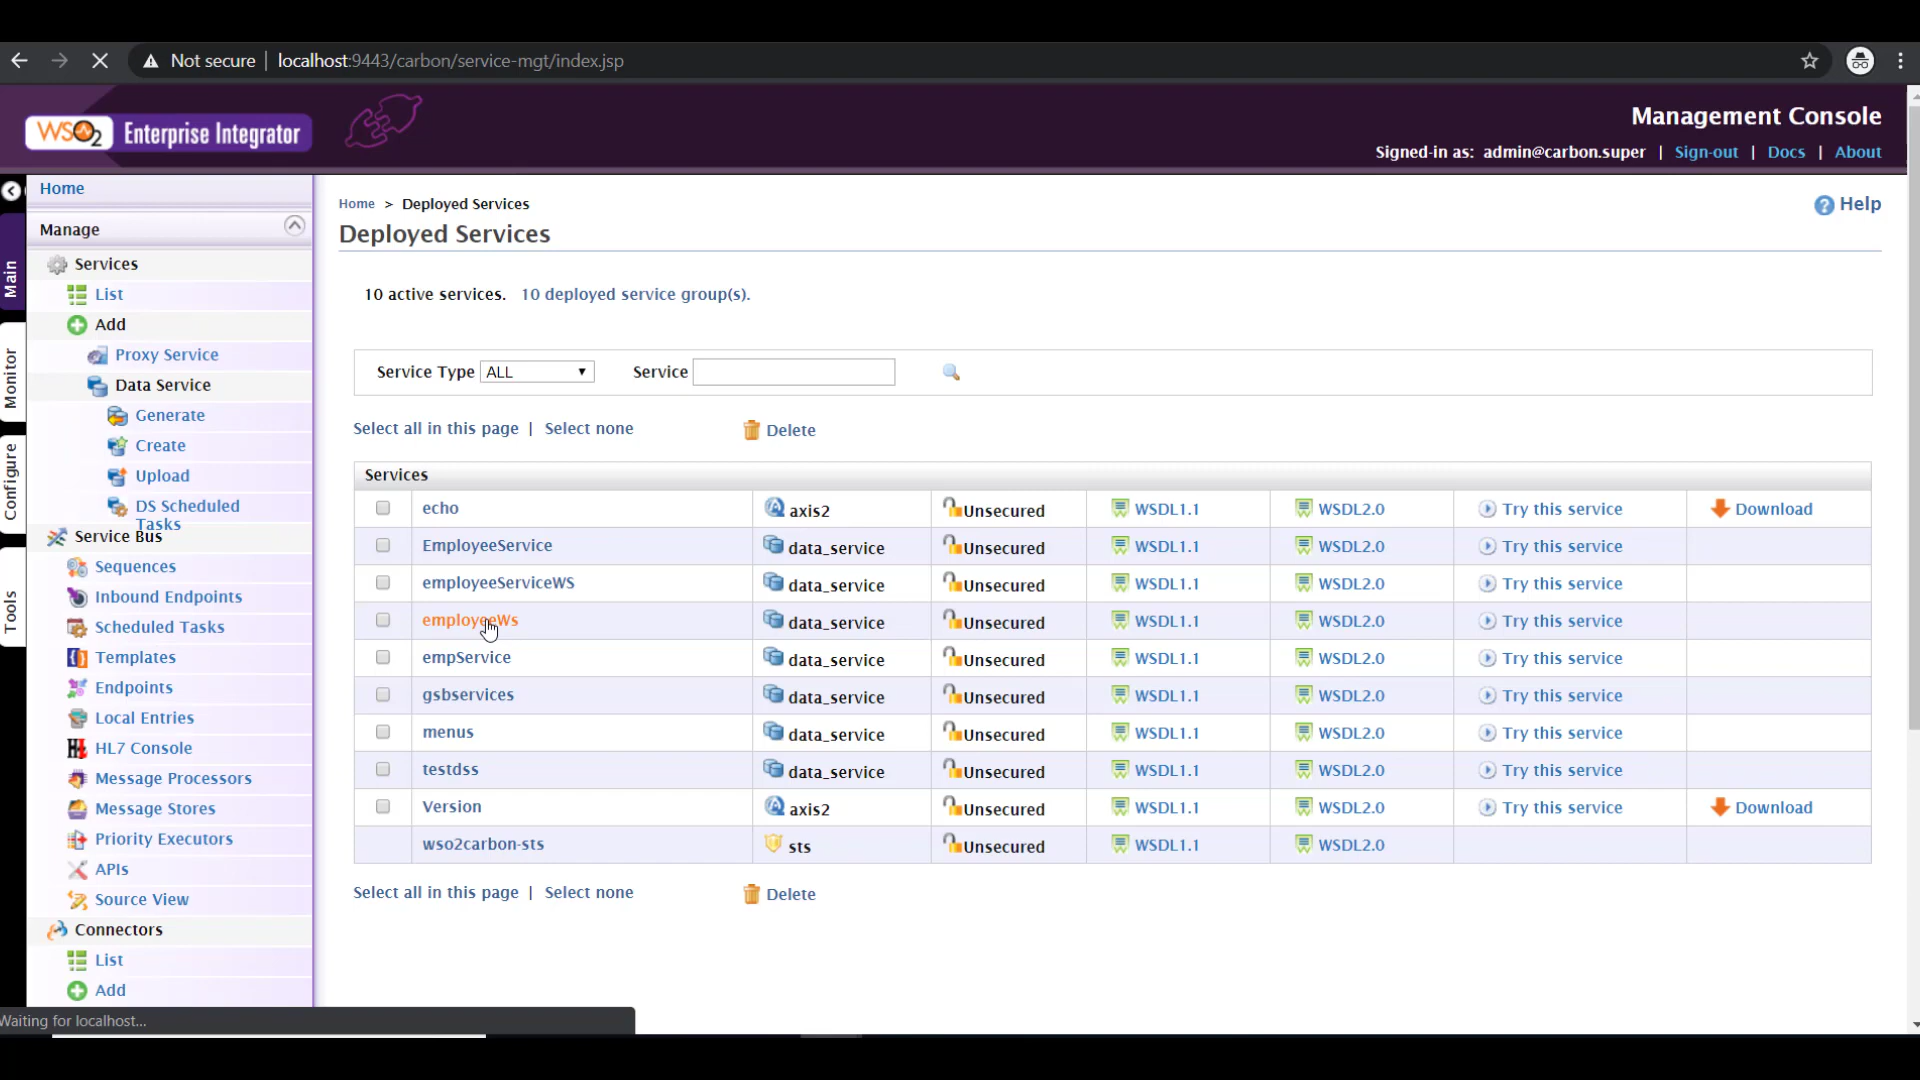 Not secure | localhost:9443/carbon/service-mgt/index.jsp
WSO2 Enterprise Integrator
Management Console
Signed-in as: admin@carbon.super | Sign-out | Docs | About
Main
Monitor
Configure
Tools
Home
Manage
Services
List
Add
Proxy Service
Data Service
Generate
Create
Upload
DS Scheduled
Tasks
Service Bus
Sequences
Inbound Endpoints
Scheduled Tasks
Templates
Endpoints
Local Entries
HL7 Console
Message Processors
Message Stores
Priority Executors
APIs
Source View
Connectors
List
Add
Home > Deployed Services
Help
Deployed Services
10 active services. 10 deployed service group(s).
Service Type ALL Service
Select all in this page | Select none Delete
Services
echo axis2 Unsecured WSDL1.1 WSDL2.0 Try this service Download
EmployeeService data_service Unsecured WSDL1.1 WSDL2.0 Try this service
employeeServiceWS data_service Unsecured WSDL1.1 WSDL2.0 Try this service
employeeWs data_service Unsecured WSDL1.1 WSDL2.0 Try this service
empService data_service Unsecured WSDL1.1 WSDL2.0 Try this service
gsbservices data_service Unsecured WSDL1.1 WSDL2.0 Try this service
menus data_service Unsecured WSDL1.1 WSDL2.0 Try this service
testdss data_service Unsecured WSDL1.1 WSDL2.0 Try this service
Version axis2 Unsecured WSDL1.1 WSDL2.0 Try this service Download
wso2carbon-sts sts Unsecured WSDL1.1 WSDL2.0
Select all in this page | Select none Delete
Waiting for localhost...